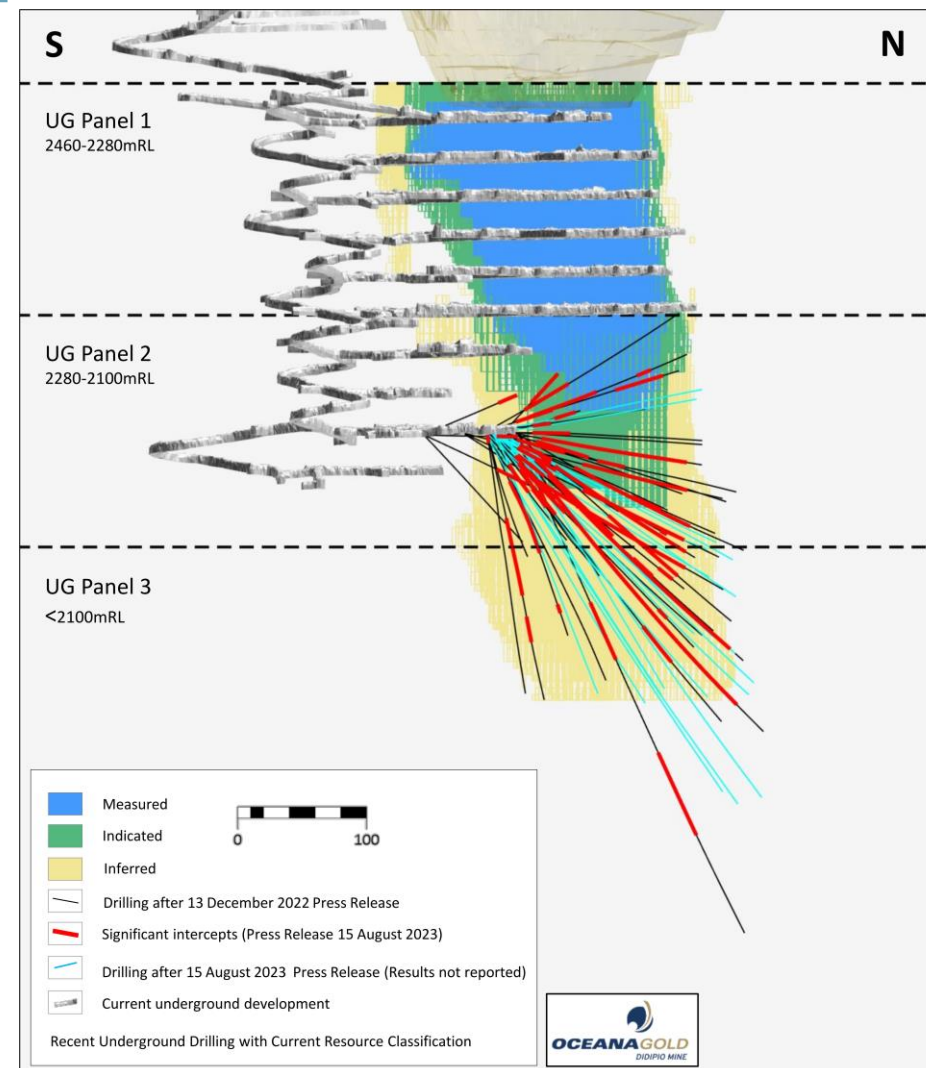 S
N
UG Panel 1
2460-2280mRL
UG Panel 2
2280-2100mRL
UG Panel 3
<2100mRL
Measured
Indicated
Inferred
0 100
Drilling after 13 December 2022 Press Release
Significant intercepts (Press Release 15 August 2023)
Drilling after 15 August 2023 Press Release (Results not reported)
Current underground development
Recent Underground Drilling with Current Resource Classification
OCEANAGOLD
DIDIPIO MINE